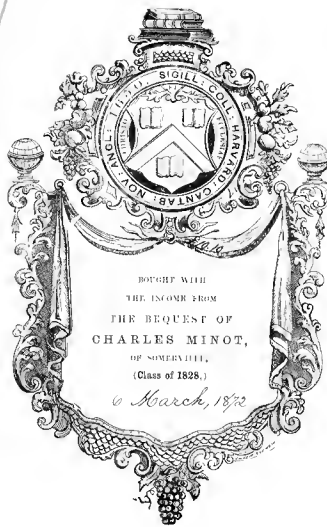 SIGILL: COLL: HARVARD: CANTAB: NOV: ANGL: 1650:
BOUGHT WITH
THE INCOME FROM
THE BEQUEST OF
CHARLES MINOT,
OF SOMERVILLE,
(Class of 1828.)
6 March, 1872